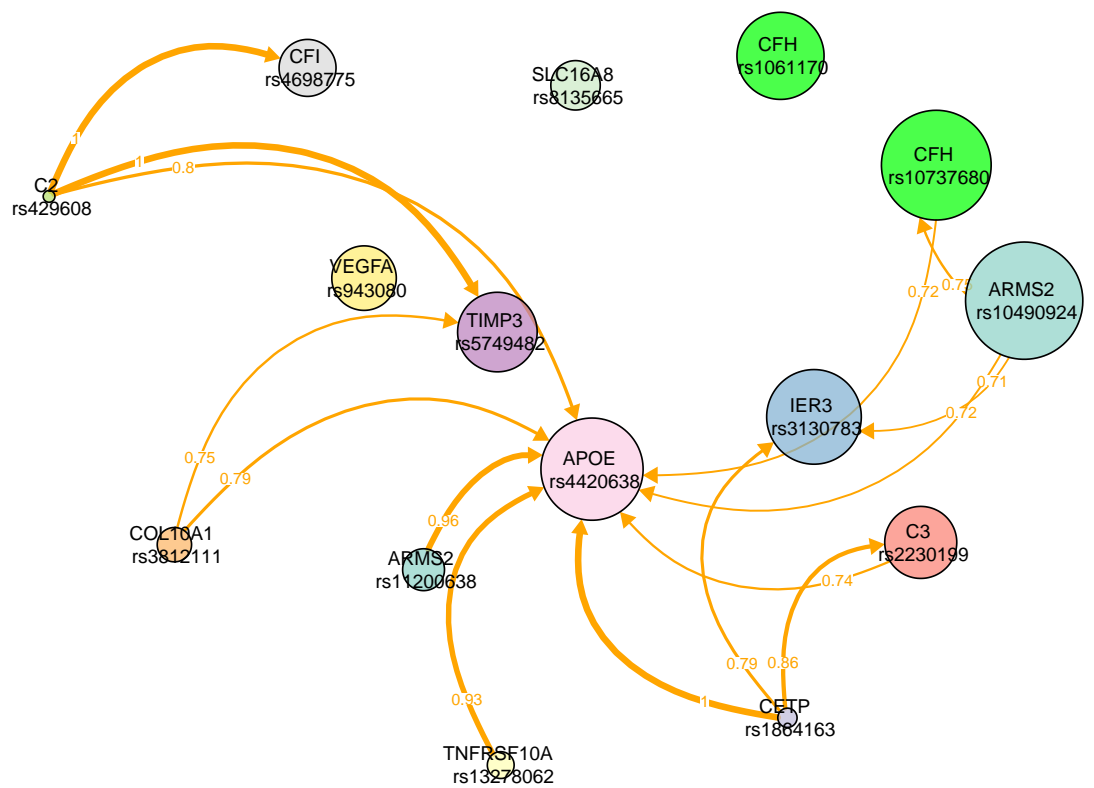 CFI
rs4698775
SLC16A8
rs8135665
CFH
rs1061170
CFH
rs10737680
1
1
0.8
C2
rs429608
VEGFA
rs943080
TIMP3
rs5749482
0.72
0.75
ARMS2
rs10490924
0.71
0.72
IER3
rs3130783
APOE
rs4420638
0.75
0.79
COL10A1
rs3812111
0.96
ARMS2
rs11200638
C3
rs2230199
0.74
0.79
0.86
0.93
1
CETP
rs1864163
TNFRSF10A
rs13278062